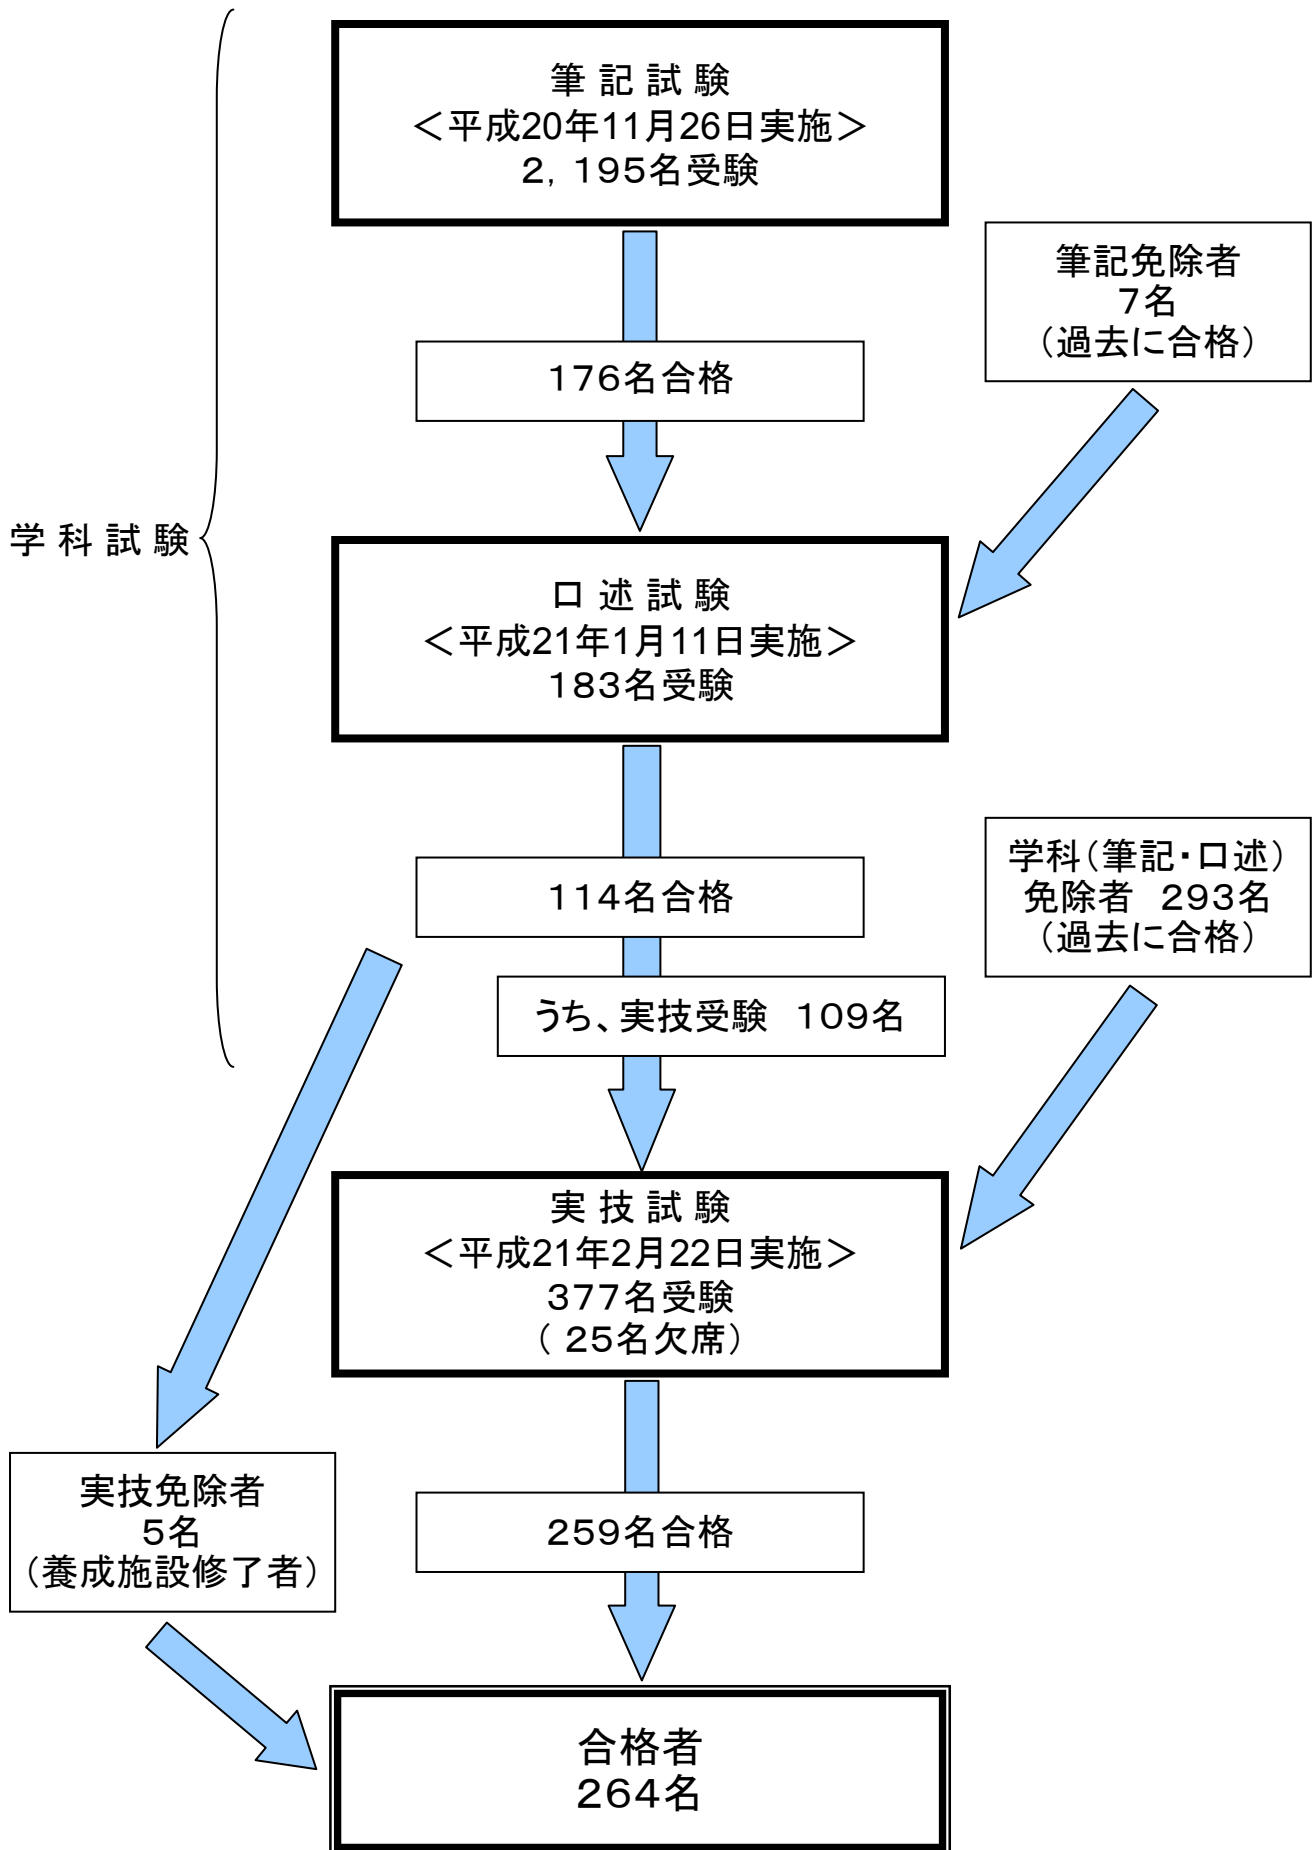 筆 記 試 験
＜平成20年11月26日実施＞
２，１９５名受験
筆記免除者
７名
（過去に合格）
１７６名合格
学 科 試 験
口 述 試 験
＜平成21年1月11日実施＞
１８３名受験
学科（筆記・口述）
免除者　２９３名
（過去に合格）
１１４名合格
うち、実技受験　１０９名
実 技 試 験
＜平成21年2月22日実施＞
３７７名受験
（ ２５名欠席）
実技免除者
５名
（養成施設修了者）
２５９名合格
合格者
２６４名